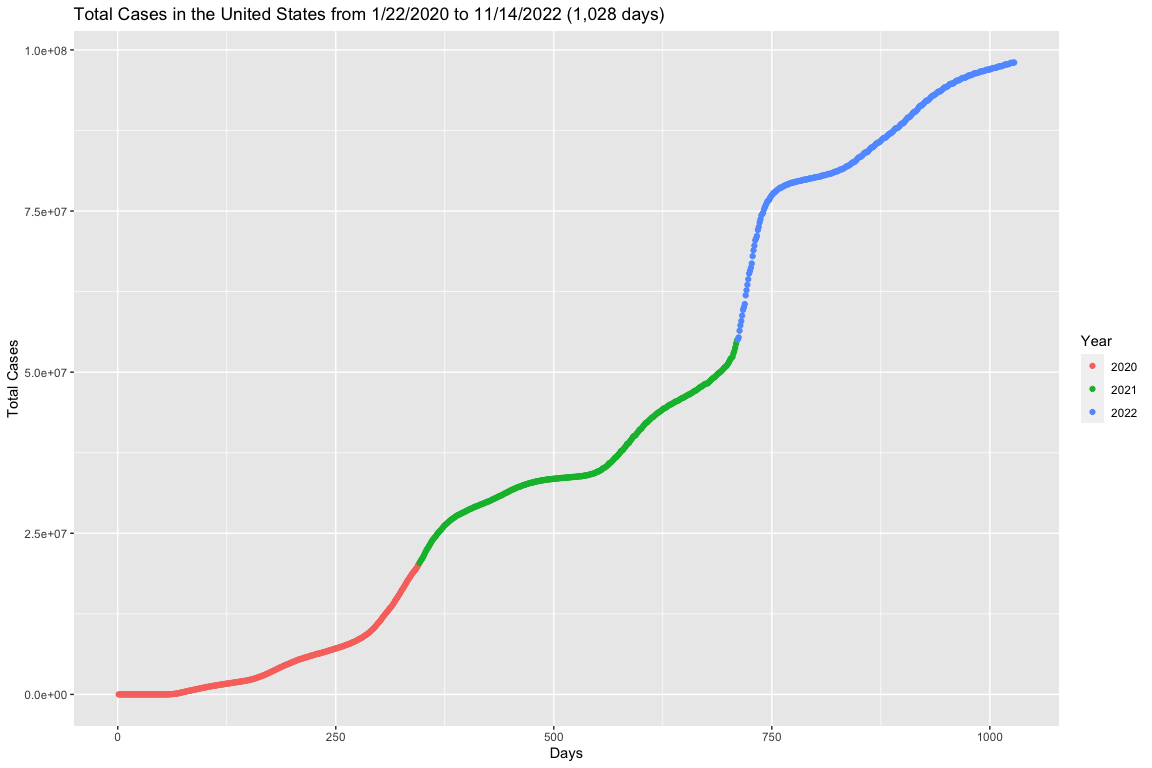 Total Cases in the United States from 1/22/2020 to 11/14/2022 (1,028 days)
1.0e+08
7.5e+07
5.0e+07
2.5e+07
0.0e+00
Total Cases
0 250 500 750 1000
Days
Year
2020
2021
2022